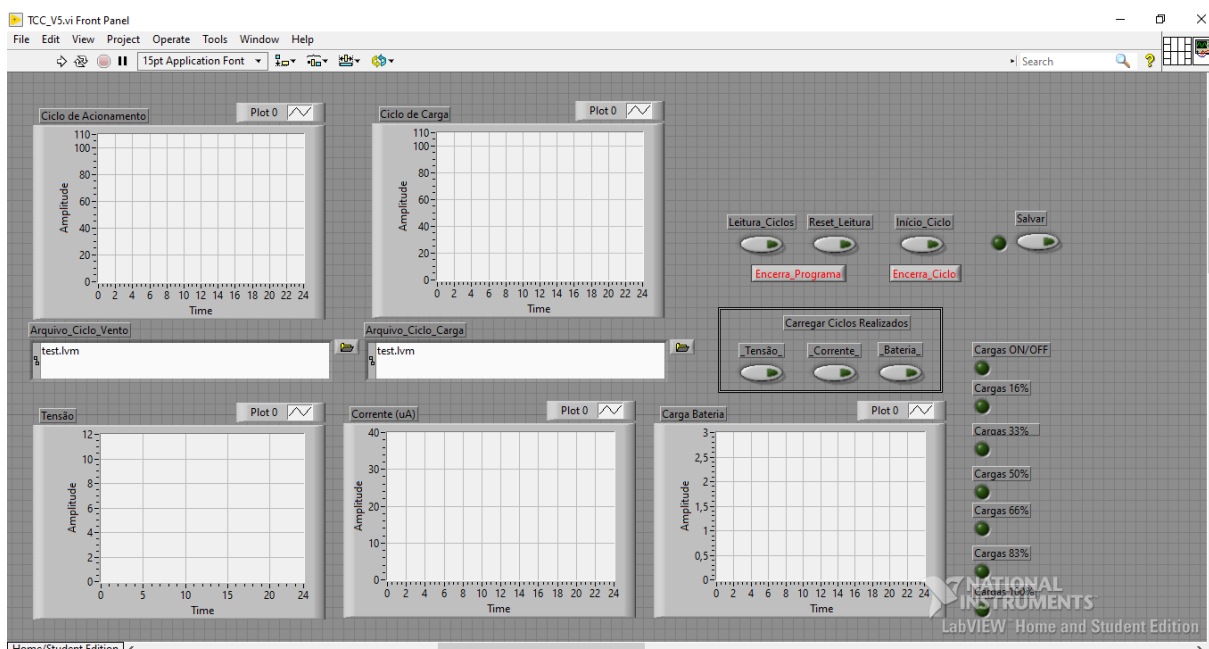 TCC_V5.vi Front Panel
File Edit View Project Operate Tools Window Help
15pt Application Font
Search
Ciclo de Acionamento
Plot 0
Amplitude
110
100
80
60
40
20
0
0 2 4 6 8 10 12 14 16 18 20 22 24
Time
Ciclo de Carga
Plot 0
Amplitude
110
100
80
60
40
20
0
0 2 4 6 8 10 12 14 16 18 20 22 24
Time
Leitura_Ciclos Reset_Leitura Início_Ciclo Salvar
Encerra_Programa Encerra_Ciclo
Arquivo_Ciclo_Vento
test.lvm
Arquivo_Ciclo_Carga
test.lvm
Carregar Ciclos Realizados
_Tensão_ _Corrente_ _Bateria_
Cargas ON/OFF
Cargas 16%
Cargas 33%
Cargas 50%
Cargas 66%
Cargas 83%
Cargas 100%
Tensão
Plot 0
Amplitude
12
10
8
6
4
2
0
0 5 10 15 20 24
Time
Corrente (uA)
Plot 0
Amplitude
40
30
20
10
0
0 2 4 6 8 10 12 14 16 18 20 22 24
Time
Carga Bateria
Plot 0
Amplitude
3
2,5
2
1,5
1
0,5
0
0 2 4 6 8 10 12 14 16 18 20 22 24
Time
NATIONAL
INSTRUMENTS
LabVIEW Home and Student Edition
Home/Student Edition